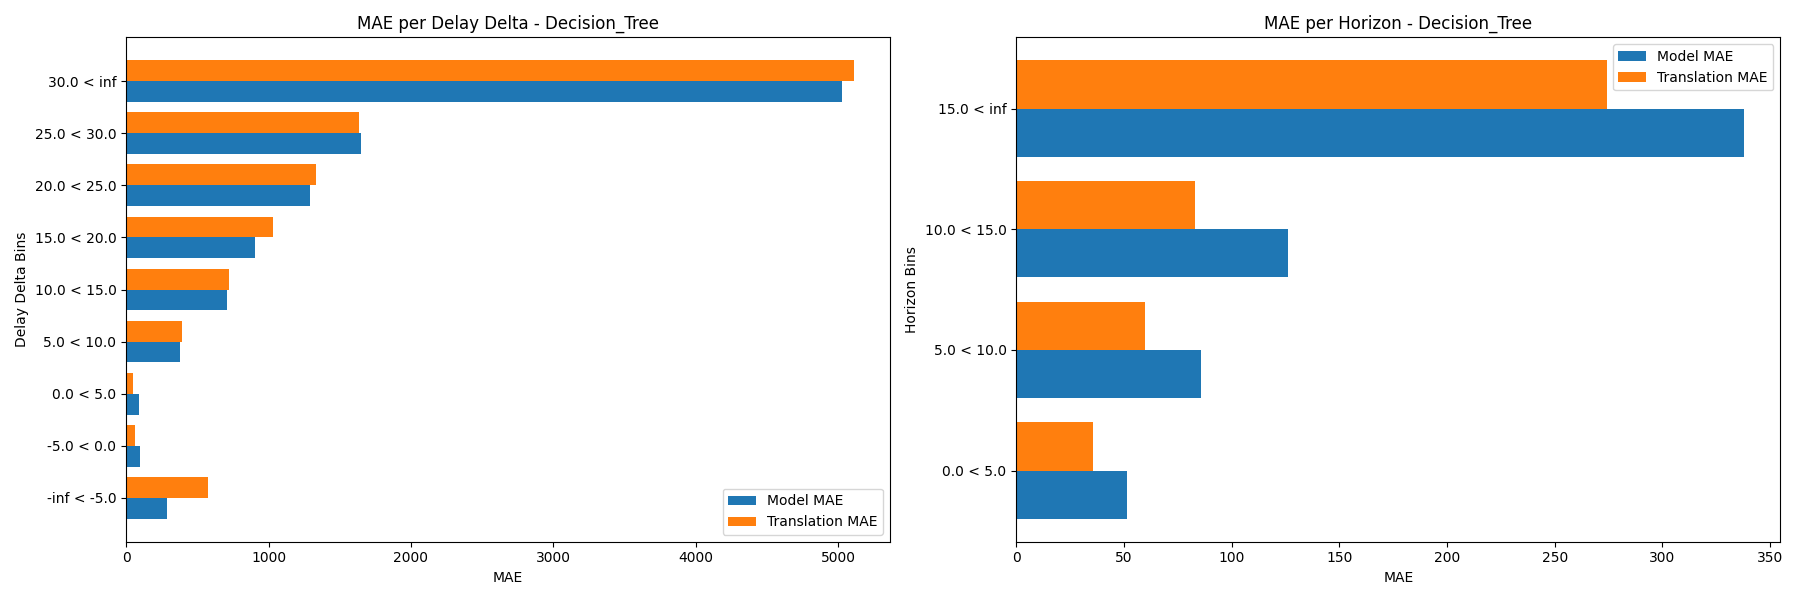 MAE per Delay Delta - Decision_Tree
Delay Delta Bins
30.0 < inf
25.0 < 30.0
20.0 < 25.0
15.0 < 20.0
10.0 < 15.0
5.0 < 10.0
0.0 < 5.0
-5.0 < 0.0
-inf < -5.0
Model MAE
Translation MAE
0 1000 2000 3000 4000 5000
MAE
MAE per Horizon - Decision_Tree
Model MAE
Translation MAE
Horizon Bins
15.0 < inf
10.0 < 15.0
5.0 < 10.0
0.0 < 5.0
0 50 100 150 200 250 300 350
MAE